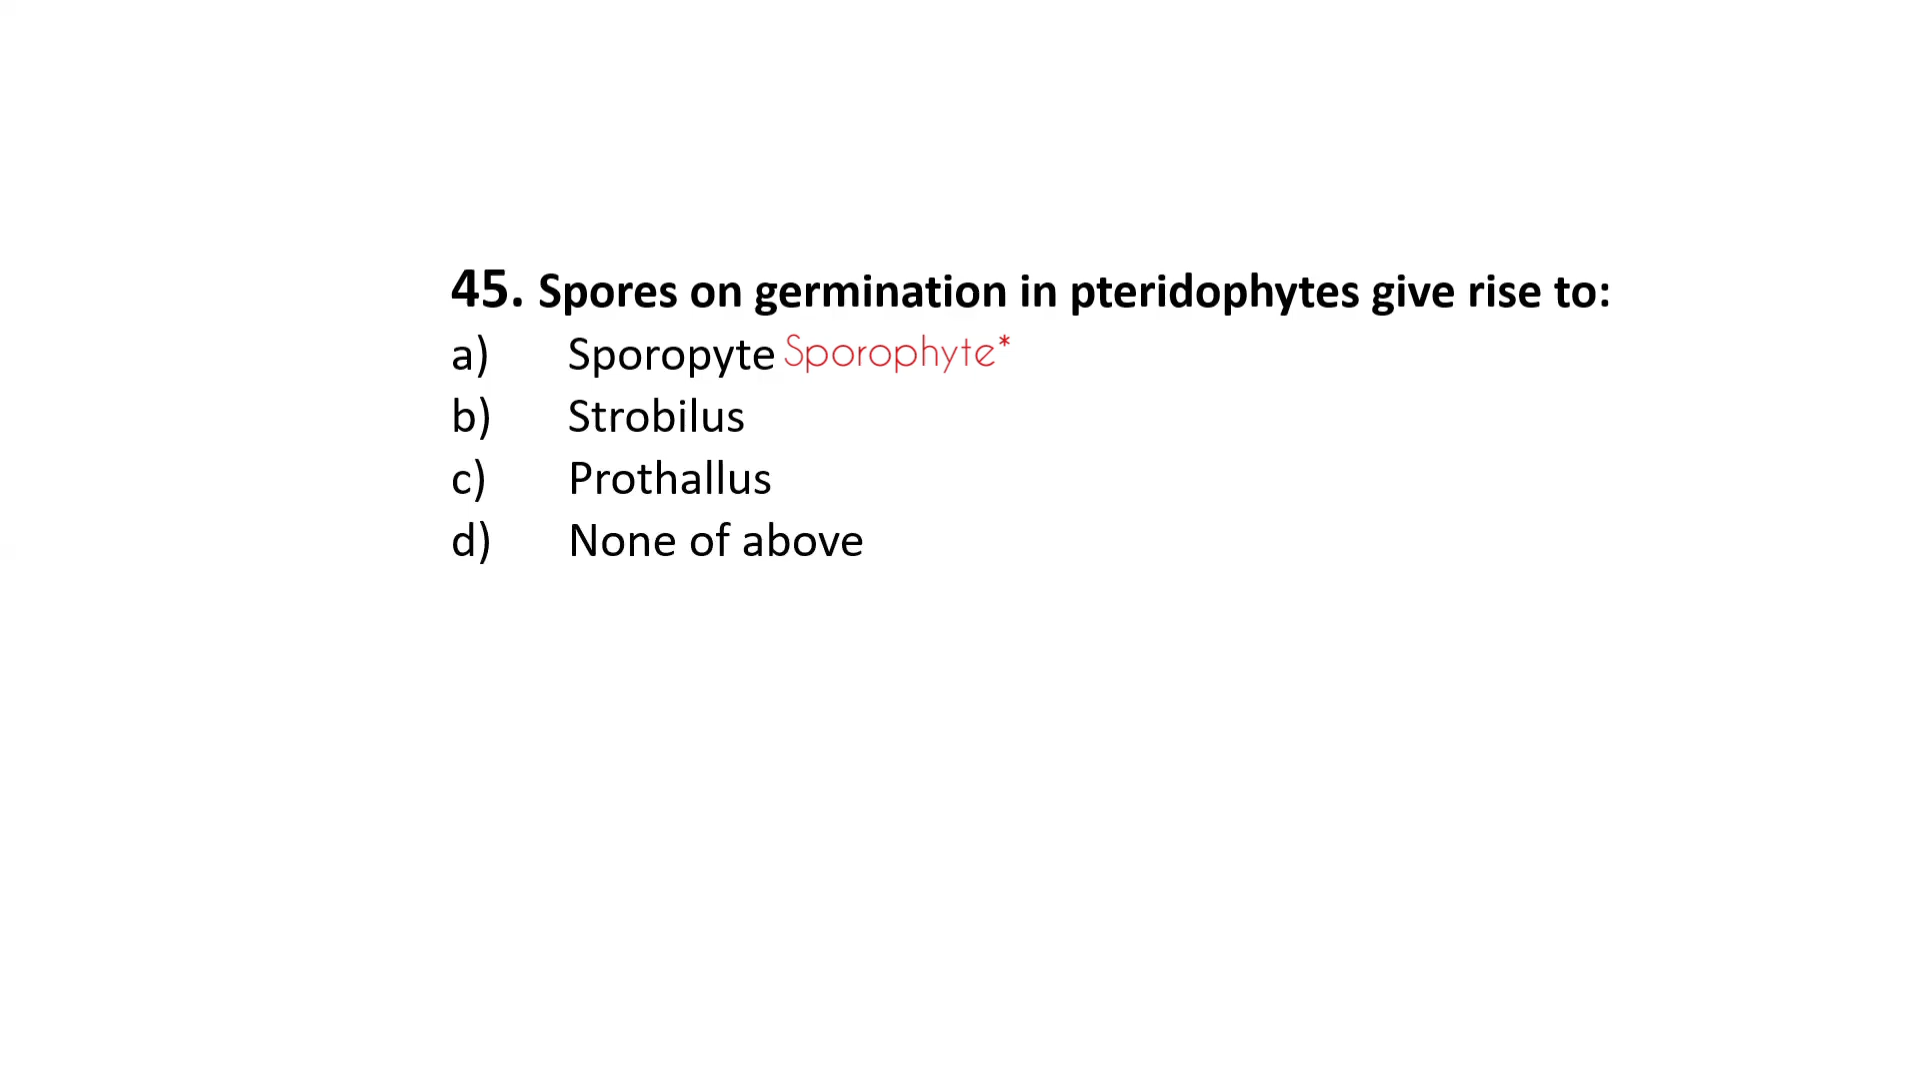 45. Spores on germination in pteridophytes give rise to:
a) Sporopyte Sporophyte*
b) Strobilus
c) Prothallus
d) None of above